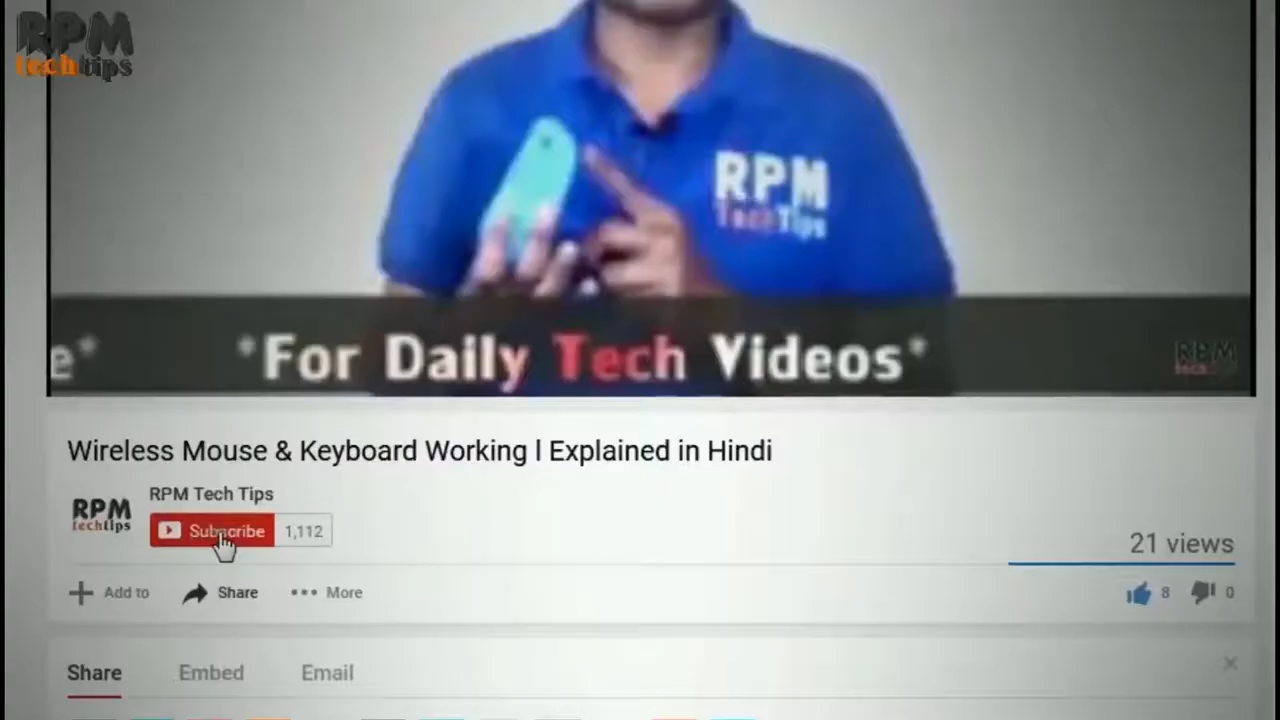 RPM
techtips
RPM
TechTips
e*
*For Daily Tech Videos*
RPM
tech
Wireless Mouse & Keyboard Working l Explained in Hindi
RPM
techtips
RPM Tech Tips
Subscribe 1,112
21 views
Add to Share More
8 0
Share Embed Email